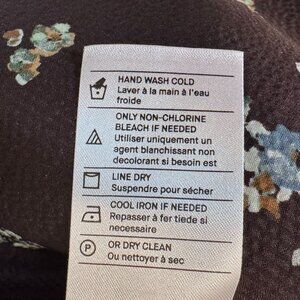 HAND WASH COLD
Laver à la main à l'eau
froide
ONLY NON-CHLORINE
BLEACH IF NEEDED
Utiliser uniquement un
agent blanchissant non
decolorant si besoin est
LINE DRY
Suspendre pour sécher
COOL IRON IF NEEDED
Repasser à fer tiede si
necessaire
P
OR DRY CLEAN
Ou nettoyer à sec